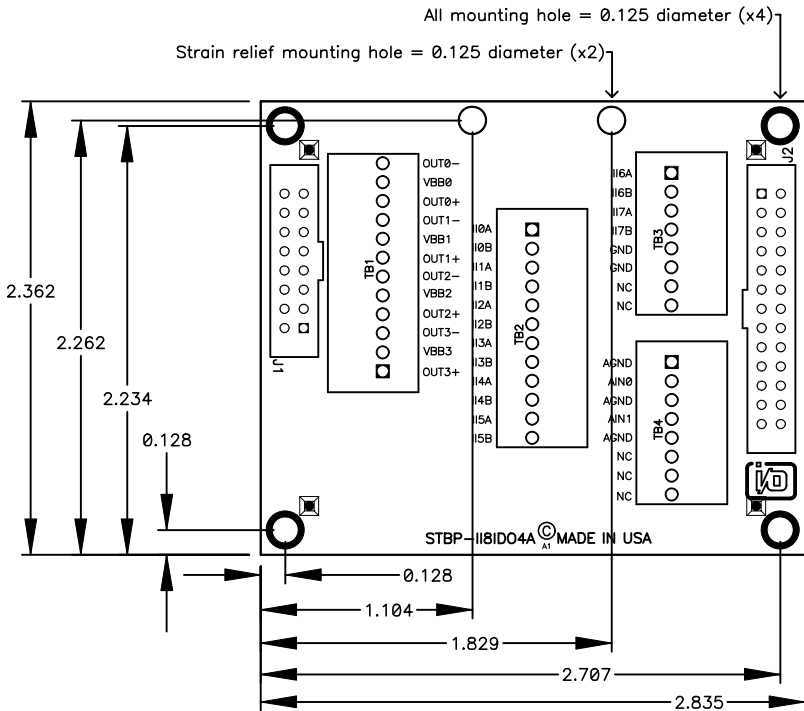 All mounting hole = 0.125 diameter (x4)
Strain relief mounting hole = 0.125 diameter (x2)
J2
OUT0-
VBB0
OUT0+
OUT1-
VBB1
OUT1+
OUT2-
VBB2
OUT2+
OUT3-
VBB3
OUT3+
TB1
J1
II0A
II0B
II1A
II1B
II2A
II2B
II3A
II3B
II4A
II4B
II5A
II5B
TB2
II6A
II6B
II7A
II7B
GND
GND
NC
NC
TB3
AGND
AIN0
AGND
AIN1
AGND
NC
NC
NC
TB4
I/O
STBP-II8IDO4A © MADE IN USA
A1
2.362
2.262
2.234
0.128
0.128
1.104
1.829
2.707
2.835